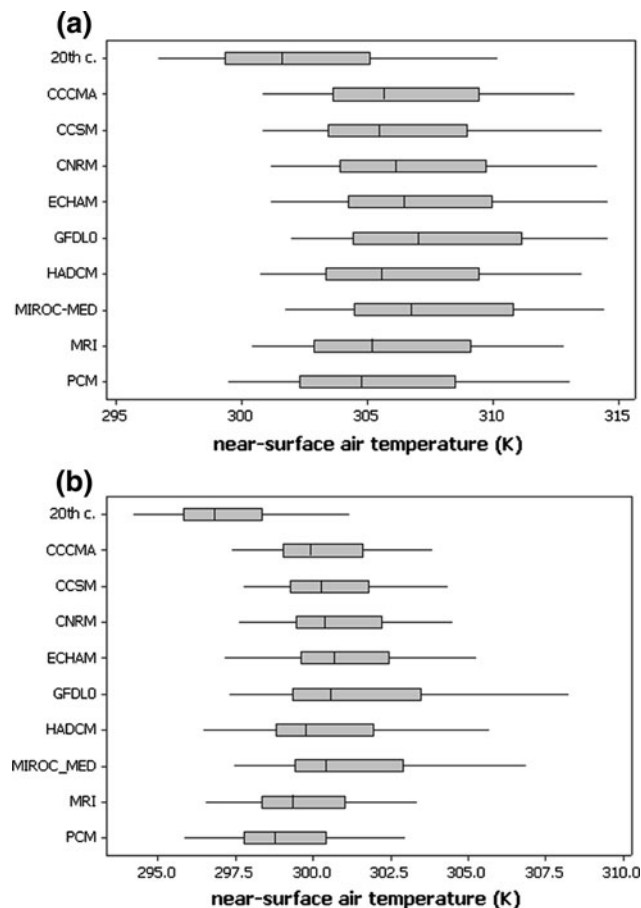 (a)
20th c.
CCCMA
CCSM
CNRM
ECHAM
GFDL0
HADCM
MIROC-MED
MRI
PCM
295 300 305 310 315
near-surface air temperature (K)
(b)
20th c.
CCCMA
CCSM
CNRM
ECHAM
GFDL0
HADCM
MIROC_MED
MRI
PCM
295.0 297.5 300.0 302.5 305.0 307.5 310.0
near-surface air temperature (K)